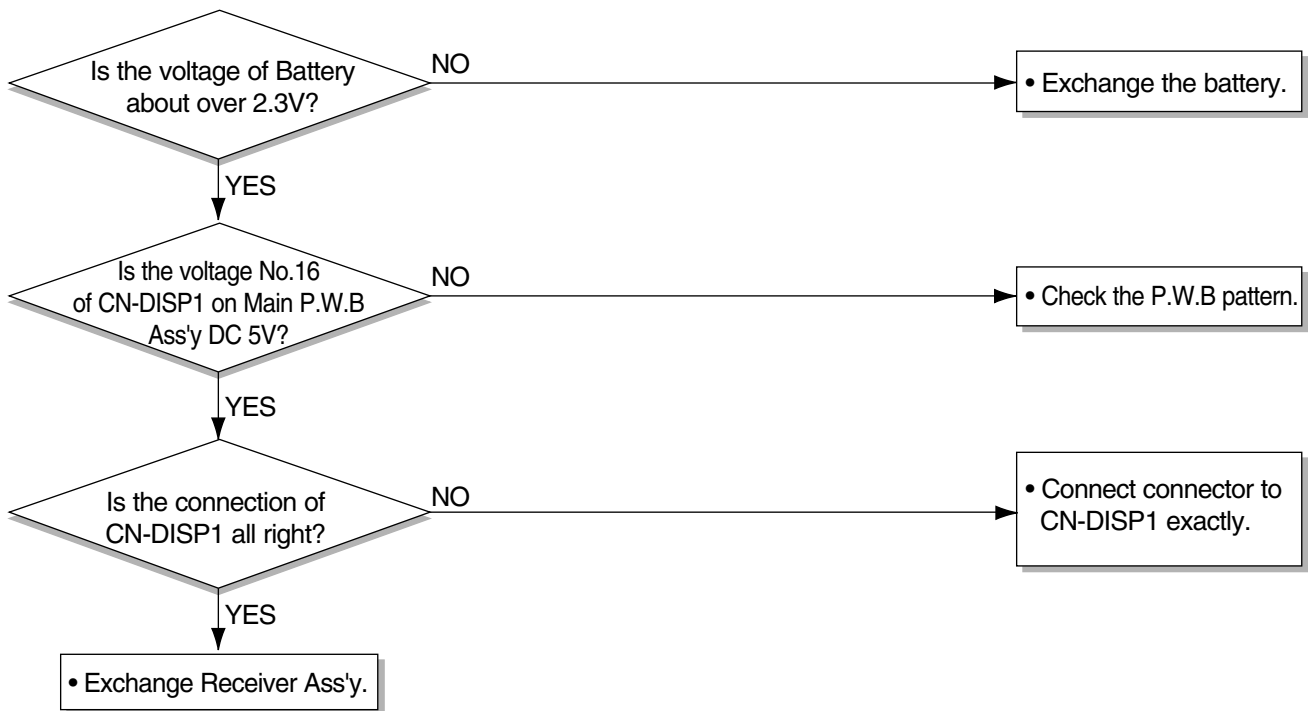 Is the voltage of Battery
about over 2.3V?
NO
• Exchange the battery.
YES
Is the voltage No.16
of CN-DISP1 on Main P.W.B
Ass'y DC 5V?
NO
• Check the P.W.B pattern.
YES
Is the connection of
CN-DISP1 all right?
NO
• Connect connector to
CN-DISP1 exactly.
YES
• Exchange Receiver Ass'y.